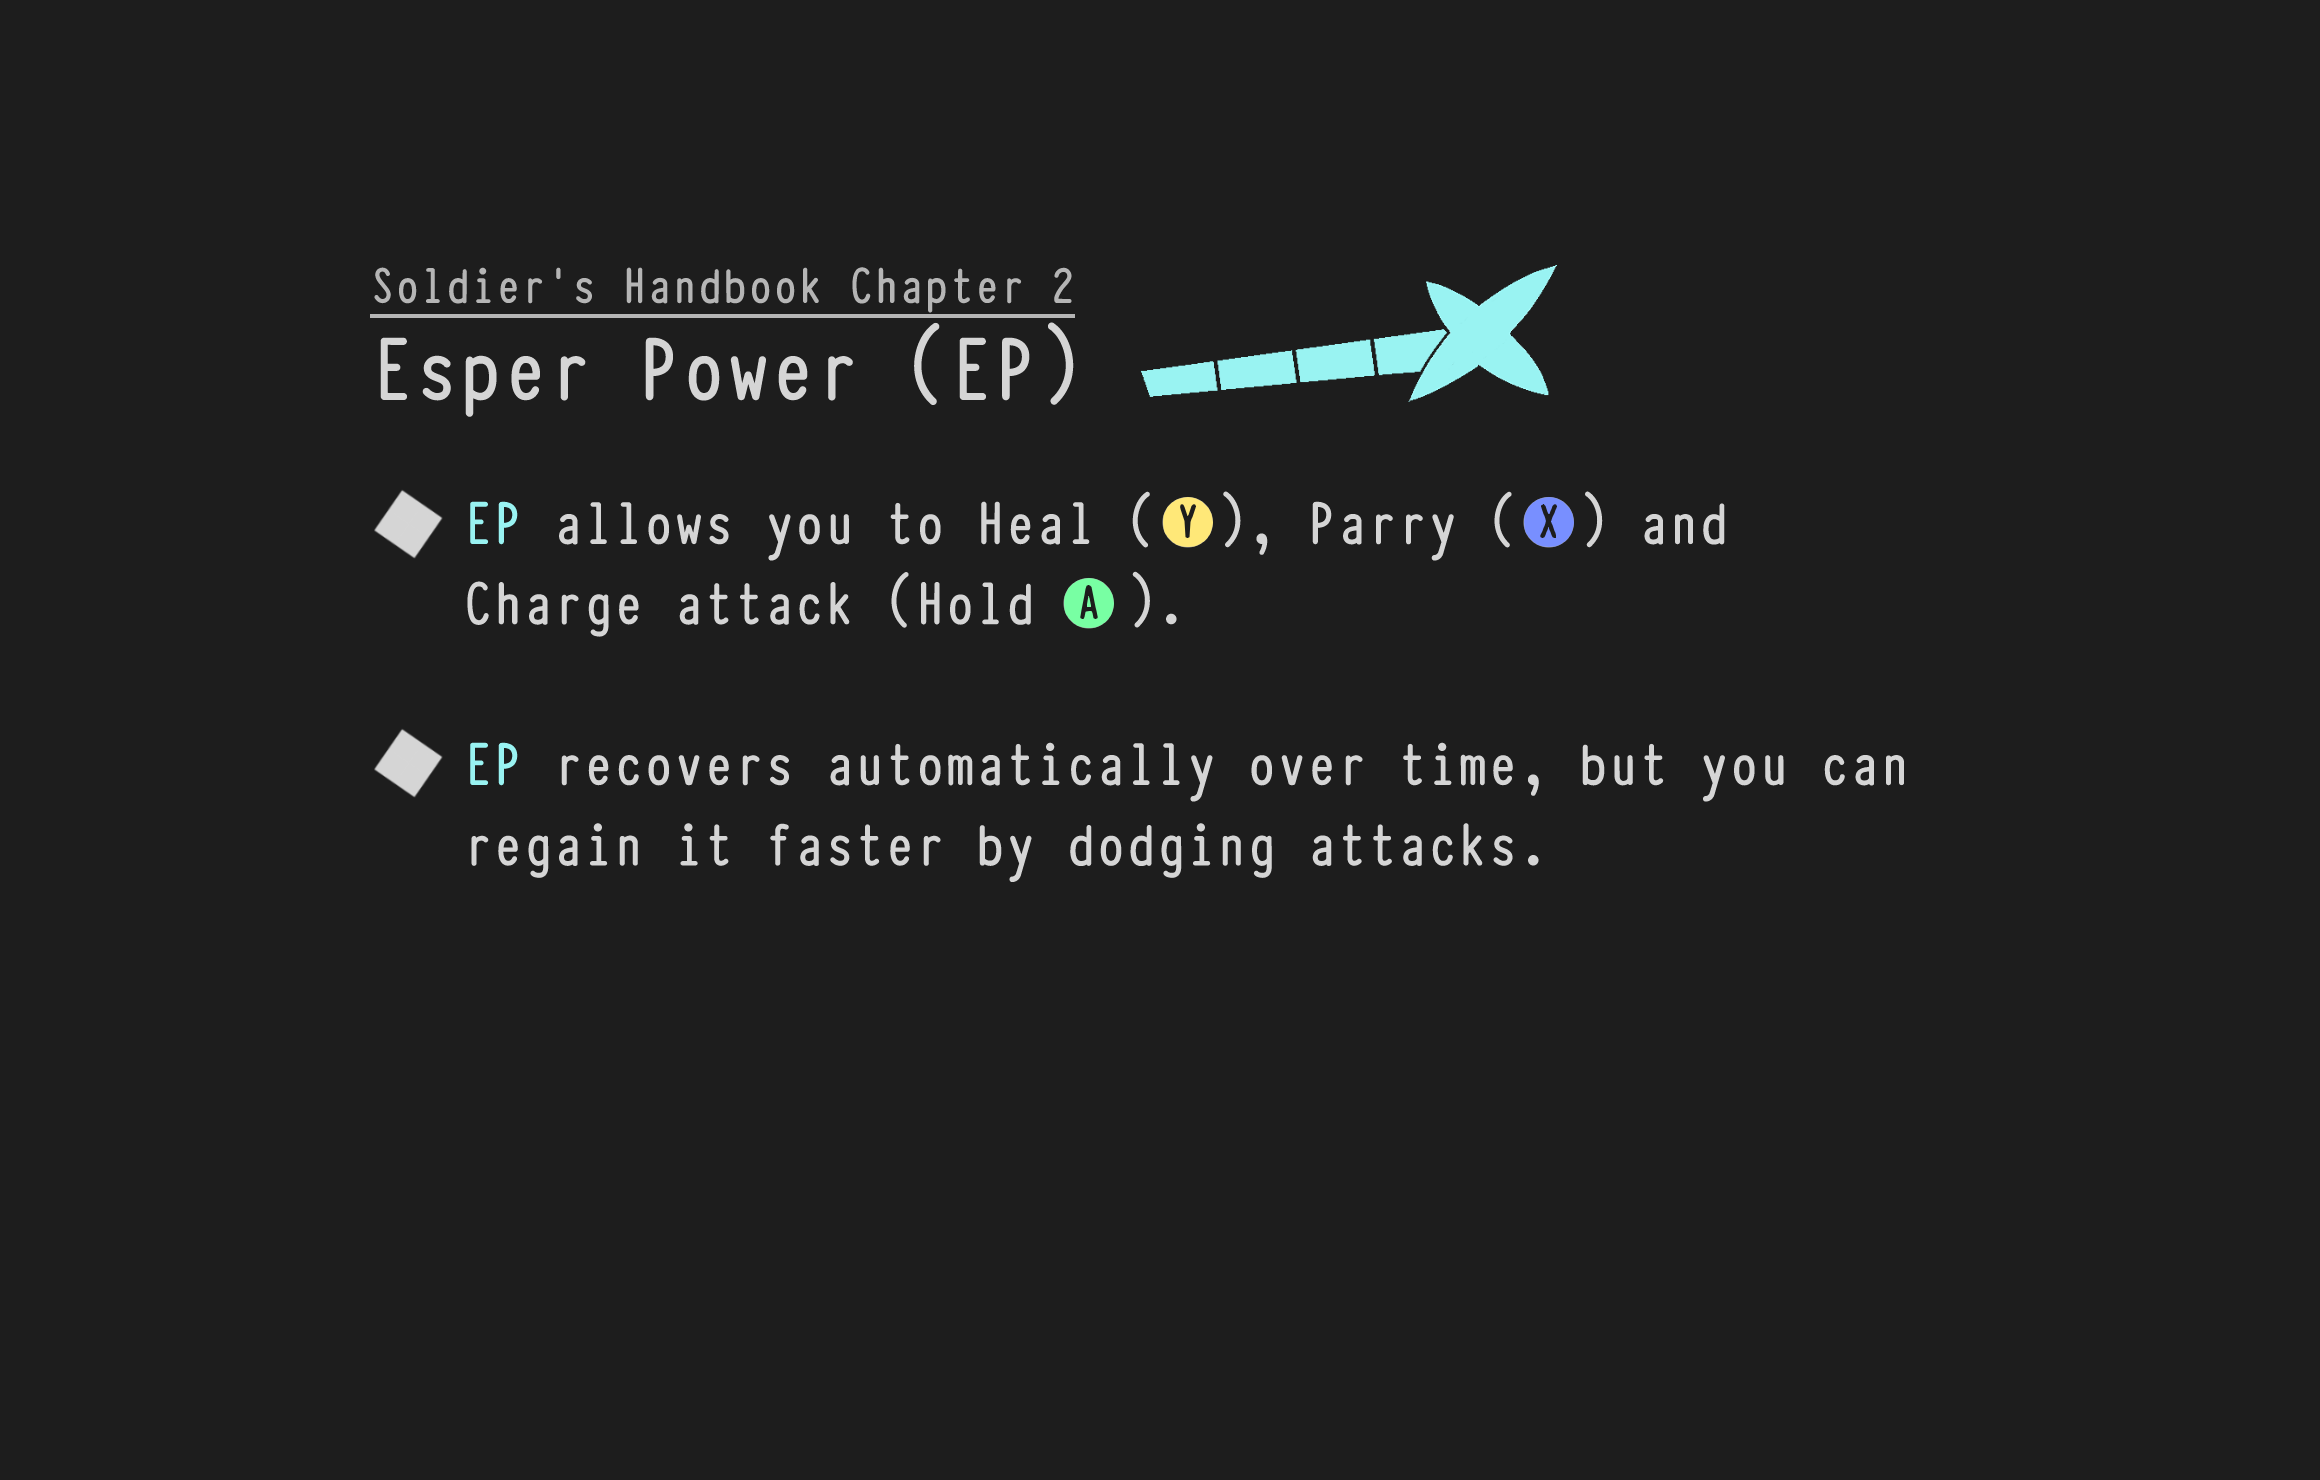 Soldier's Handbook Chapter 2
Esper Power (EP)
EP allows you to Heal (Y), Parry (X) and
Charge attack (Hold A).
EP recovers automatically over time, but you can
regain it faster by dodging attacks.